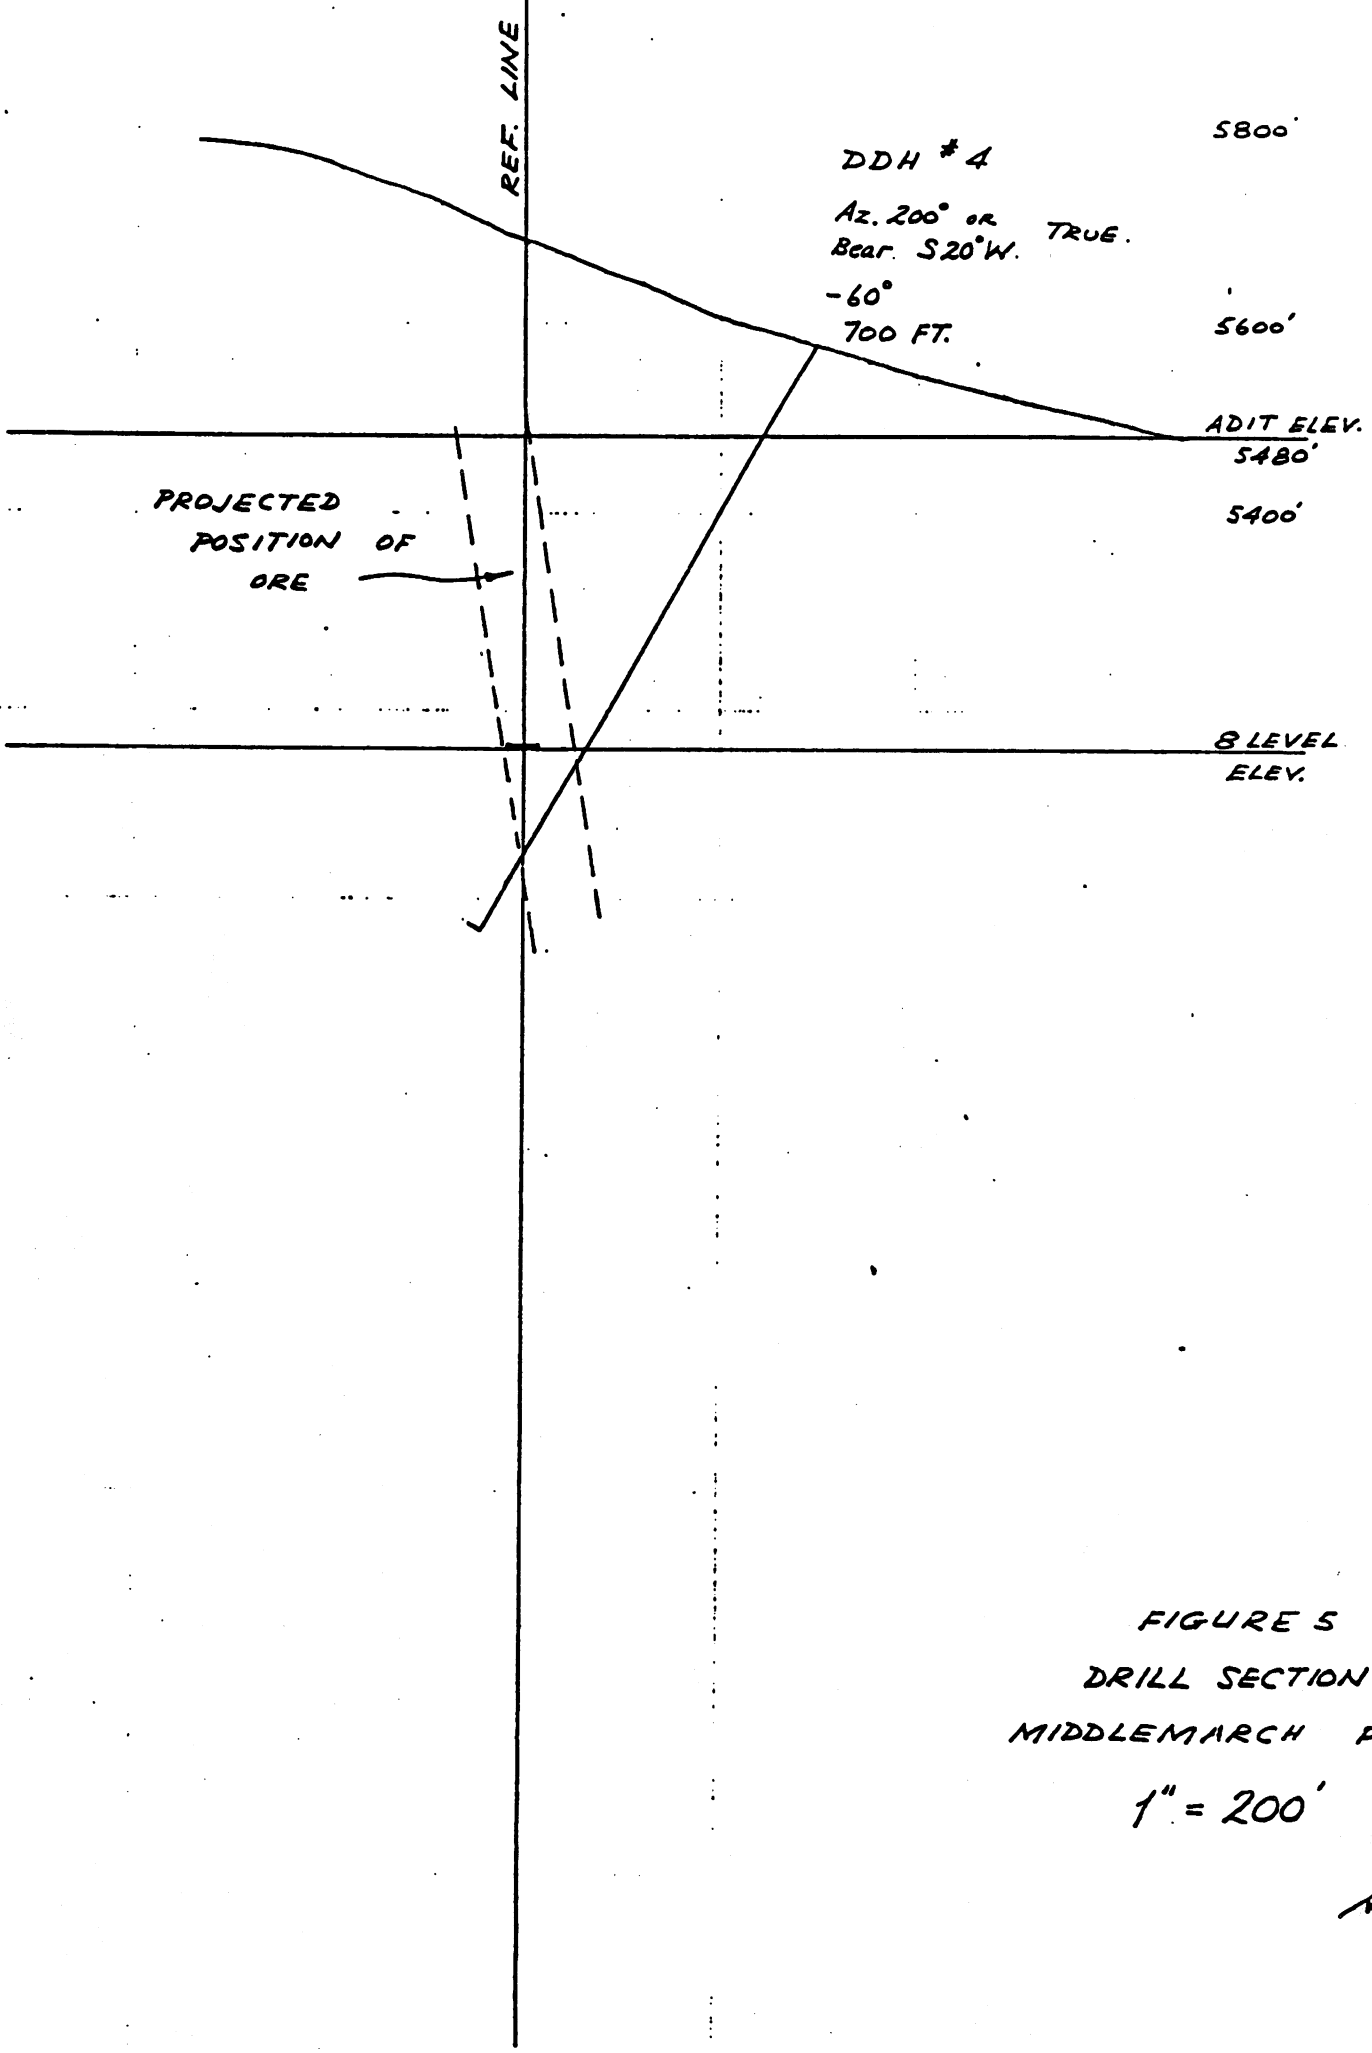 REF. LINE
5800'
DDH #4
Az. 200° OR
Bear. S20°W.
TRUE.
-60°
700 FT.
5600'
ADIT ELEV.
5480'
PROJECTED
POSITION OF
ORE
5400'
8 LEVEL
ELEV.
FIGURE 5
DRILL SECTION
MIDDLEMARCH
1" = 200'